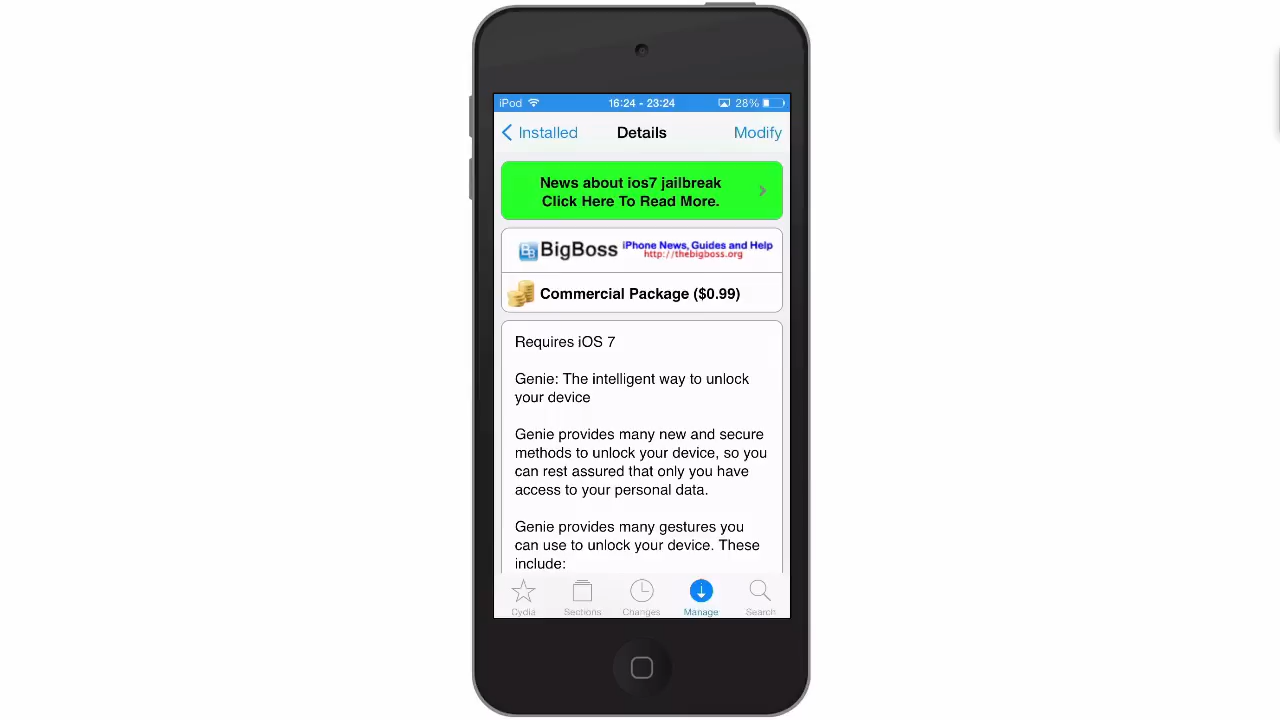 iPod 16:24 - 23:24 28%
Installed Details Modify
News about ios7 jailbreak
Click Here To Read More.
BigBoss iPhone News, Guides and Help
http://thebigboss.org
Commercial Package ($0.99)
Requires iOS 7
Genie: The intelligent way to unlock
your device
Genie provides many new and secure
methods to unlock your device, so you
can rest assured that only you have
access to your personal data.
Genie provides many gestures you
can use to unlock your device. These
include:
Cydia Sections Changes Manage Search